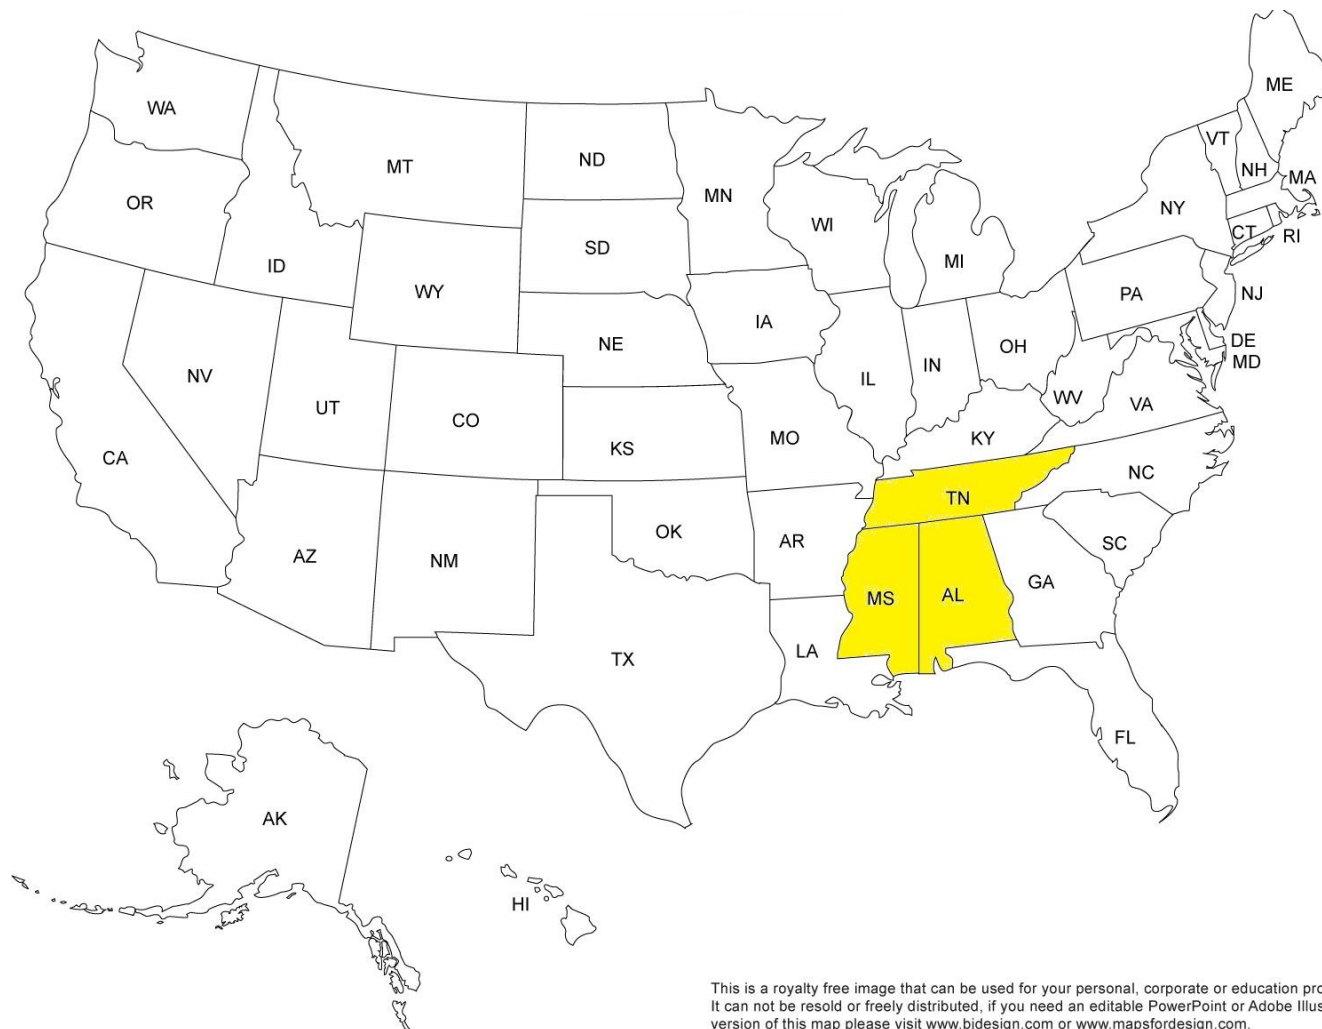 ME
WA
VT
ND
MT
NH
MA
MN
OR
NY
WI
CT
RI
SD
MI
ID
WY
PA
NJ
IA
DE
NE
OH
MD
IN
NV
IL
WV
UT
VA
CO
MO
KY
KS
CA
NC
TN
OK
AR
SC
AZ
NM
GA
MS
AL
LA
TX
FL
AK
HI
This is a royalty free image that can be used for your personal, corporate or education pro
It can not be resold or freely distributed, if you need an editable PowerPoint or Adobe Illus
version of this map please visit www.bjdesign.com or www.mapsfordesign.com.